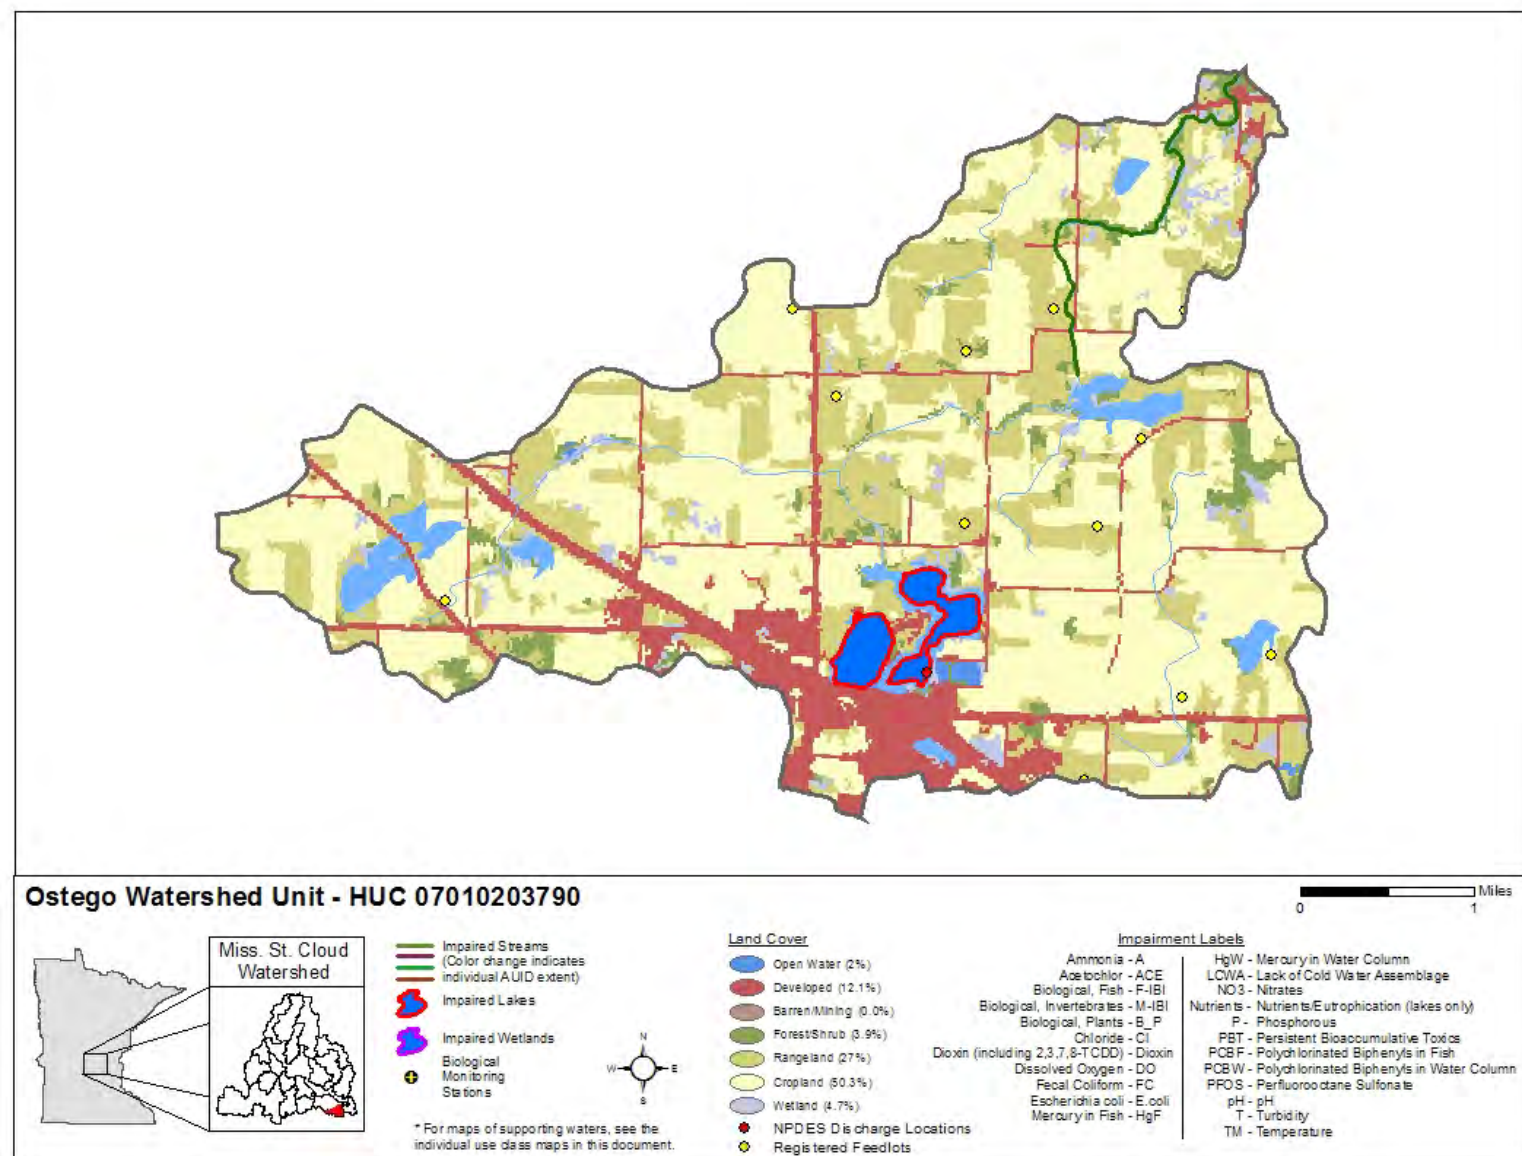 Ostego Watershed Unit - HUC 07010203790
Miles
0 1
Miss. St. Cloud
Watershed
Impaired Streams
(Color change indicates
individual AUID extent)
Impaired Lakes
Impaired Wetlands
Biological
Monitoring
Stations
N
W E
S
* For maps of supporting waters, see the
individual use class maps in this document.
Land Cover
Open Water (2%)
Developed (12.1%)
Barren/Mining (0.0%)
Forest/Shrub (3.9%)
Rangeland (27%)
Cropland (50.3%)
Wetland (4.7%)
NPDES Discharge Locations
Registered Feedlots
Impairment Labels
Ammonia - A
Acetochlor - ACE
Biological, Fish - F-IBI
Biological, Invertebrates - M-IBI
Biological, Plants - B_P
Chloride - Cl
Dioxin (including 2,3,7,8-TCDD) - Dioxin
Dissolved Oxygen - DO
Fecal Coliform - FC
Escherichia coli - E.coli
Mercury in Fish - HgF
HgW - Mercury in Water Column
LCWA - Lack of Cold Water Assemblage
NO3 - Nitrates
Nutrients - Nutrients/Eutrophication (lakes only)
P - Phosphorous
PBT - Persistent Bioaccumulative Toxics
PCBF - Polychlorinated Biphenyls in Fish
PCBW - Polychlorinated Biphenyls in Water Column
PFOS - Perfluorooctane Sulfonate
pH - pH
T - Turbidity
TM - Temperature